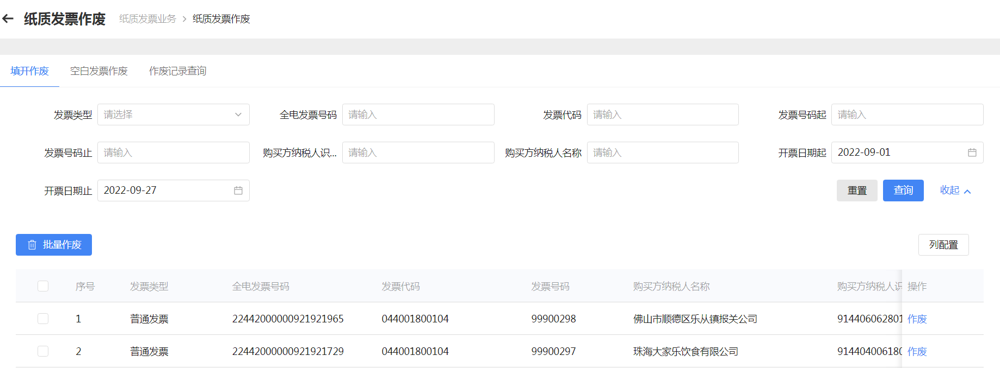 纸质发票作废 纸质发票业务 > 纸质发票作废
填开作废 空白发票作废 作废记录查询
发票类型 请选择 全电发票号码 请输入 发票代码 请输入 发票号码起 请输入
发票号码止 请输入 购买方纳税人识... 请输入 购买方纳税人名称 请输入 开票日期起 2022-09-01
开票日期止 2022-09-27 重置 查询 收起
批量作废 列配置
序号 发票类型 全电发票号码 发票代码 发票号码 购买方纳税人名称 购买方纳税人识 操作
1 普通发票 22442000000921921965 044001800104 99900298 佛山市顺德区乐从镇报关公司 914406062801 作废
2 普通发票 22442000000921921729 044001800104 99900297 珠海大家乐饮食有限公司 914404006180 作废